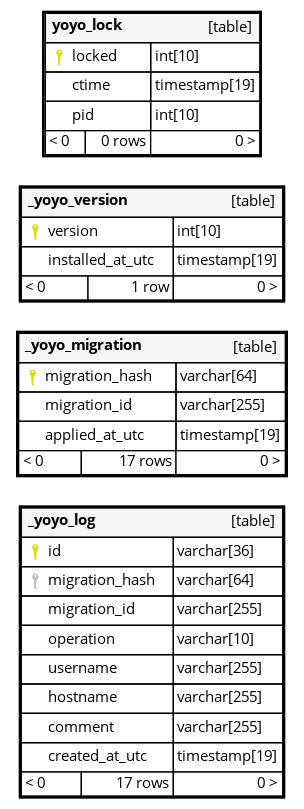 yoyo_lock [table]
locked int[10]
ctime timestamp[19]
pid int[10]
< 0 0 rows 0 >
_yoyo_version [table]
version int[10]
installed_at_utc timestamp[19]
< 0 1 row 0 >
_yoyo_migration [table]
migration_hash varchar[64]
migration_id varchar[255]
applied_at_utc timestamp[19]
< 0 17 rows 0 >
_yoyo_log [table]
id varchar[36]
migration_hash varchar[64]
migration_id varchar[255]
operation varchar[10]
username varchar[255]
hostname varchar[255]
comment varchar[255]
created_at_utc timestamp[19]
< 0 17 rows 0 >